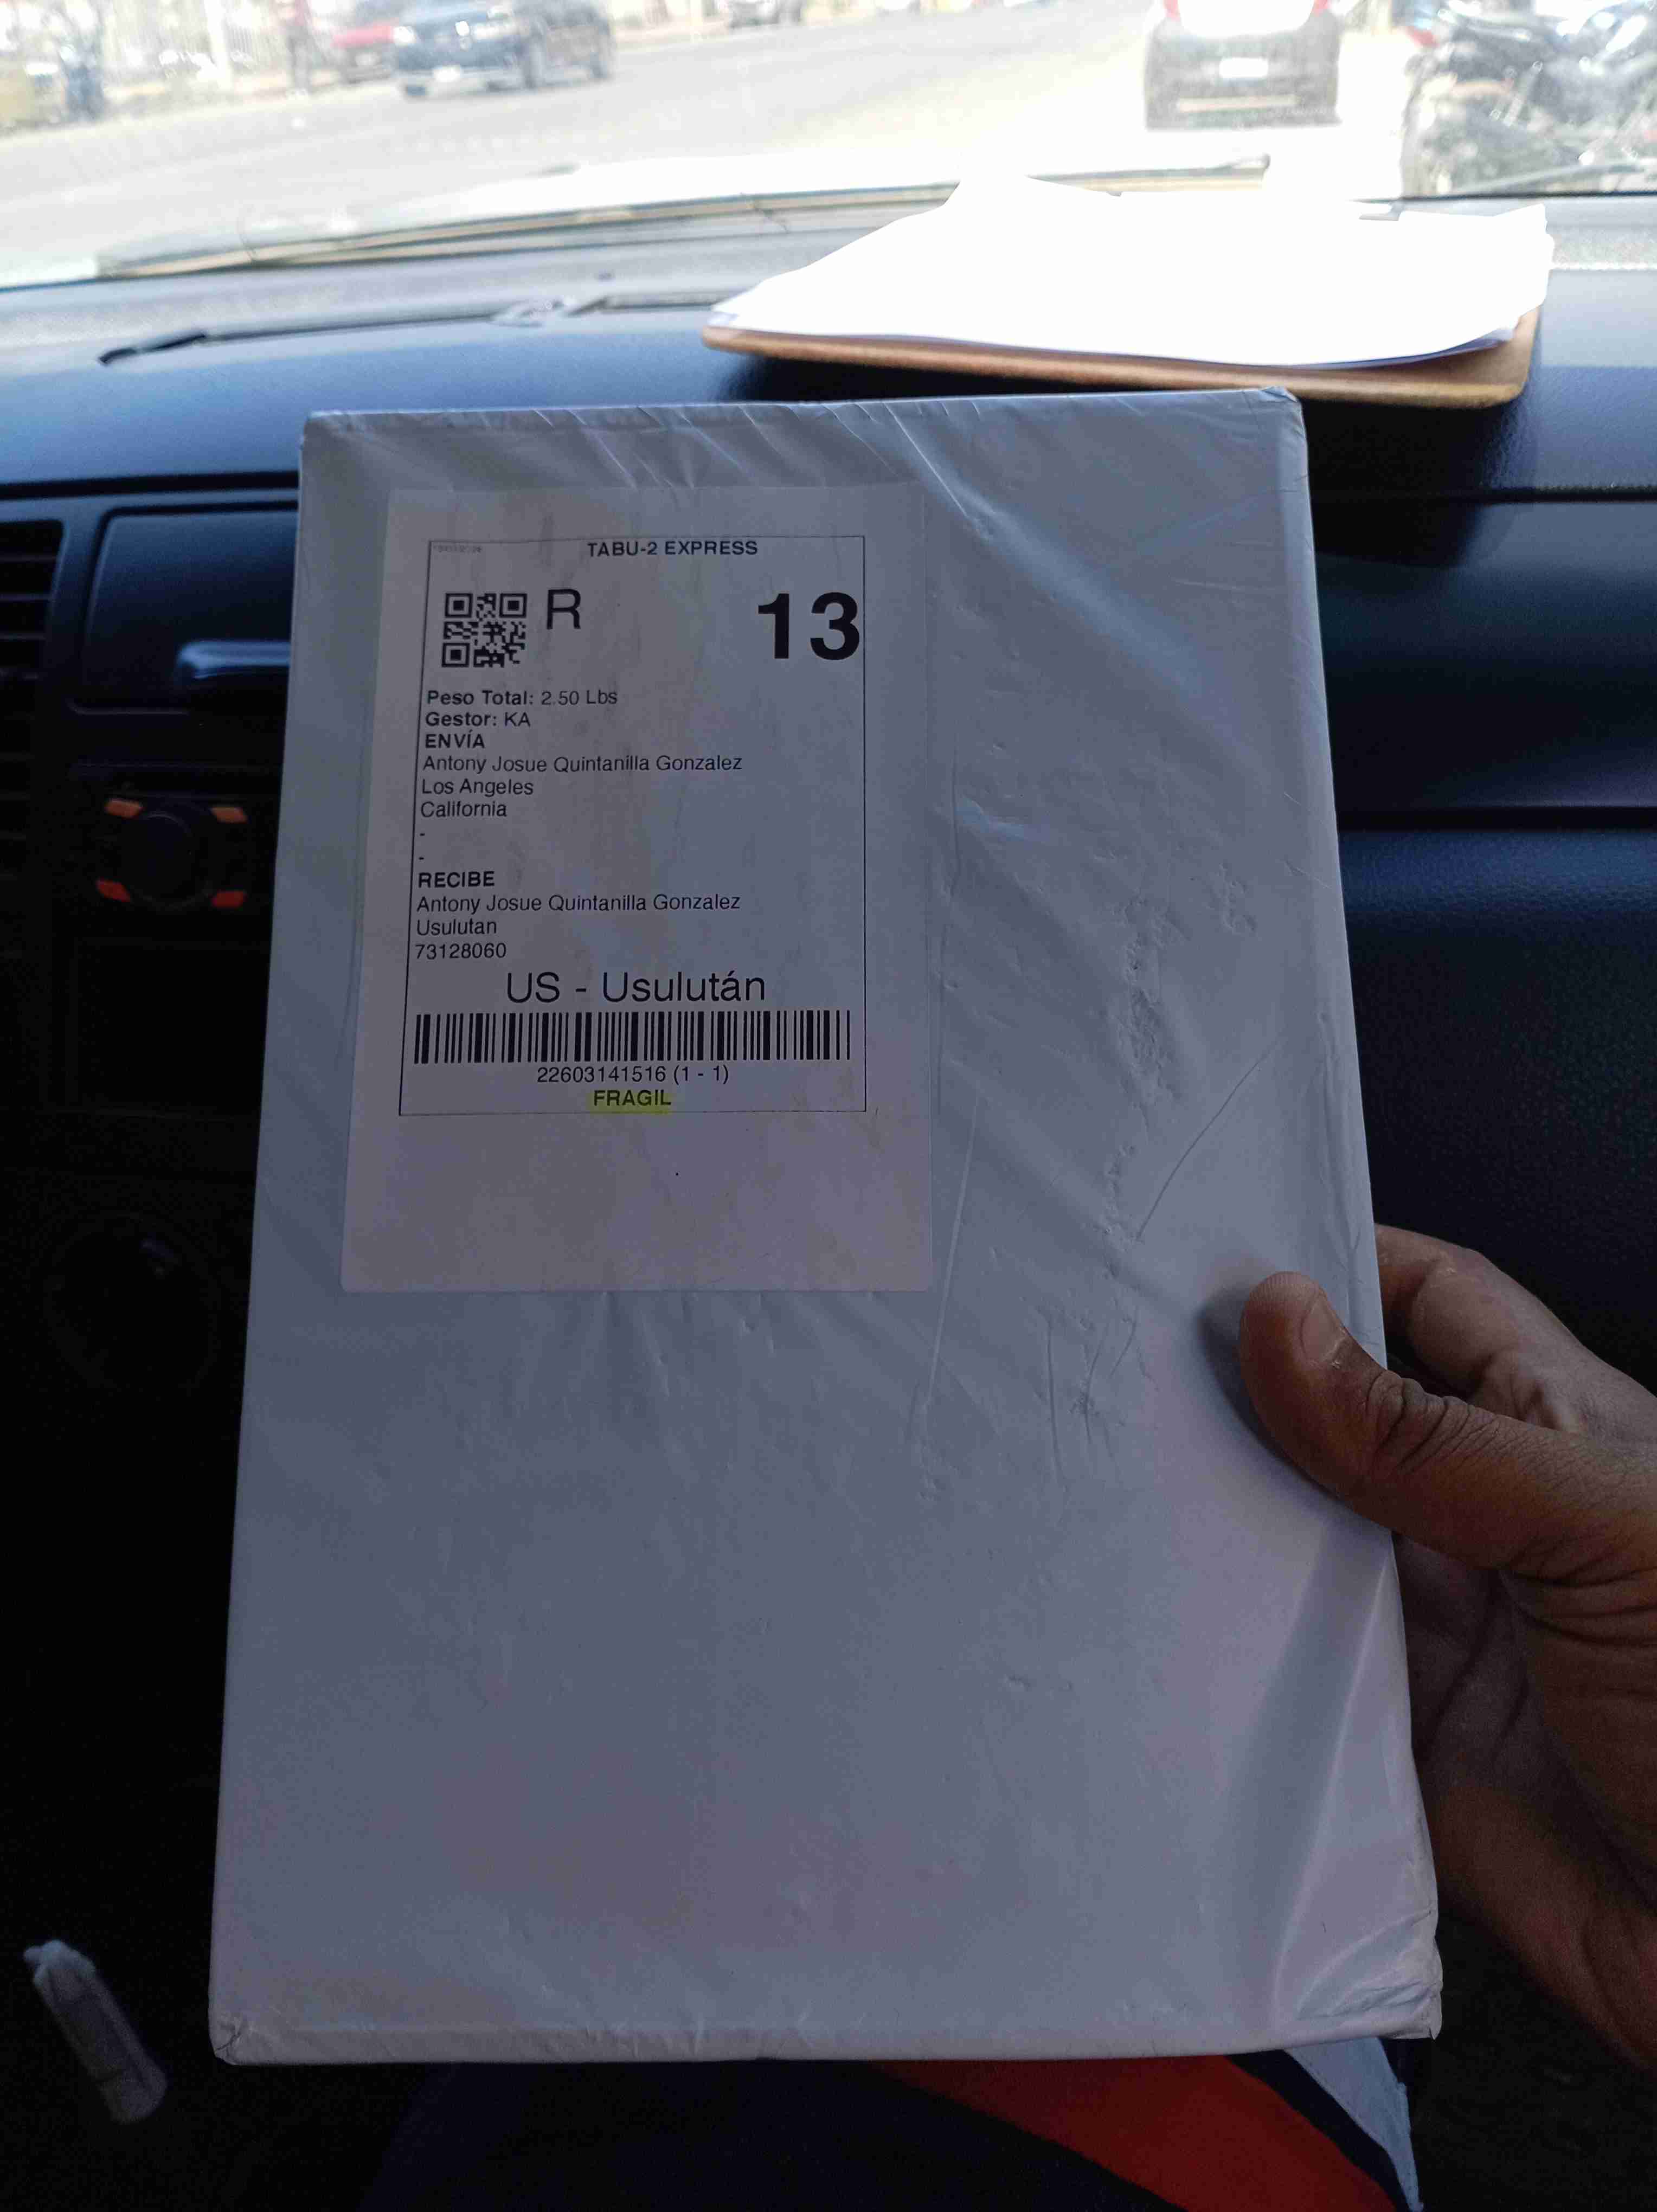 TABU-2 EXPRESS
R
13
Peso Total: 2.50 Lbs
Gestor: KA
ENVÍA
Antony Josue Quintanilla Gonzalez
Los Angeles
California
-
-
RECIBE
Antony Josue Quintanilla Gonzalez
Usulutan
73128060
US - Usulután
22603141516 (1 - 1)
FRAGIL